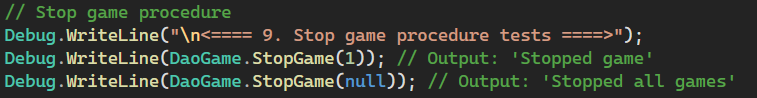 // Stop game procedure
Debug.WriteLine("\n<==== 9. Stop game procedure tests ====>");
Debug.WriteLine(DaoGame.StopGame(1)); // Output: 'Stopped game'
Debug.WriteLine(DaoGame.StopGame(null)); // Output: 'Stopped all games'